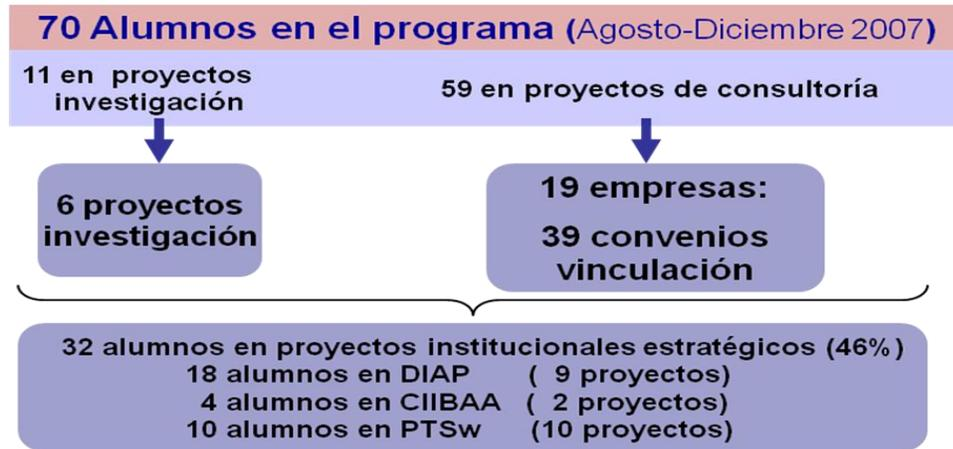 70 Alumnos en el programa (Agosto-Diciembre 2007)
11 en proyectos
investigación
59 en proyectos de consultoría
6 proyectos
investigación
19 empresas:
39 convenios
vinculación
32 alumnos en proyectos institucionales estratégicos (46%)
18 alumnos en DIAP ( 9 proyectos)
4 alumnos en CIIBAA ( 2 proyectos)
10 alumnos en PTSw (10 proyectos)